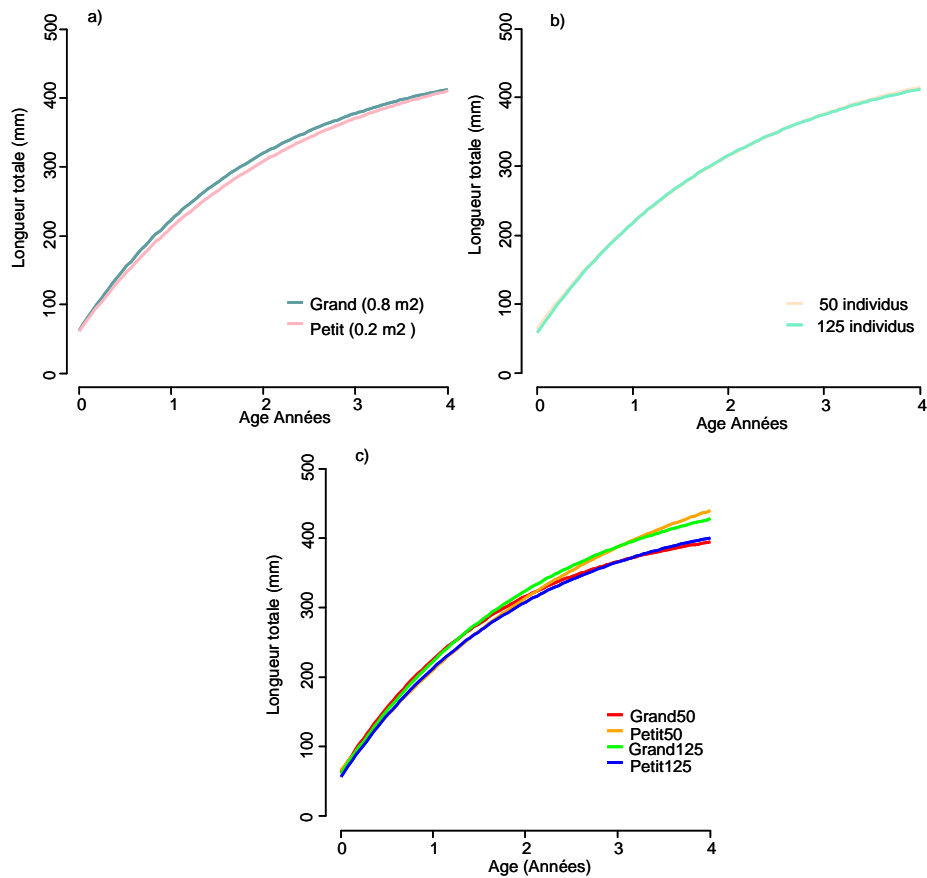 a)
500
400
300
200
100
0
Longueur totale (mm)
Grand (0.8 m2)
Petit (0.2 m2 )
0 1 2 3 4
Age Années
b)
500
400
300
200
100
0
Longueur totale (mm)
50 individus
125 individus
0 1 2 3 4
Age Années
c)
500
400
300
200
100
0
Longueur totale (mm)
Grand50
Petit50
Grand125
Petit125
0 1 2 3 4
Age (Années)